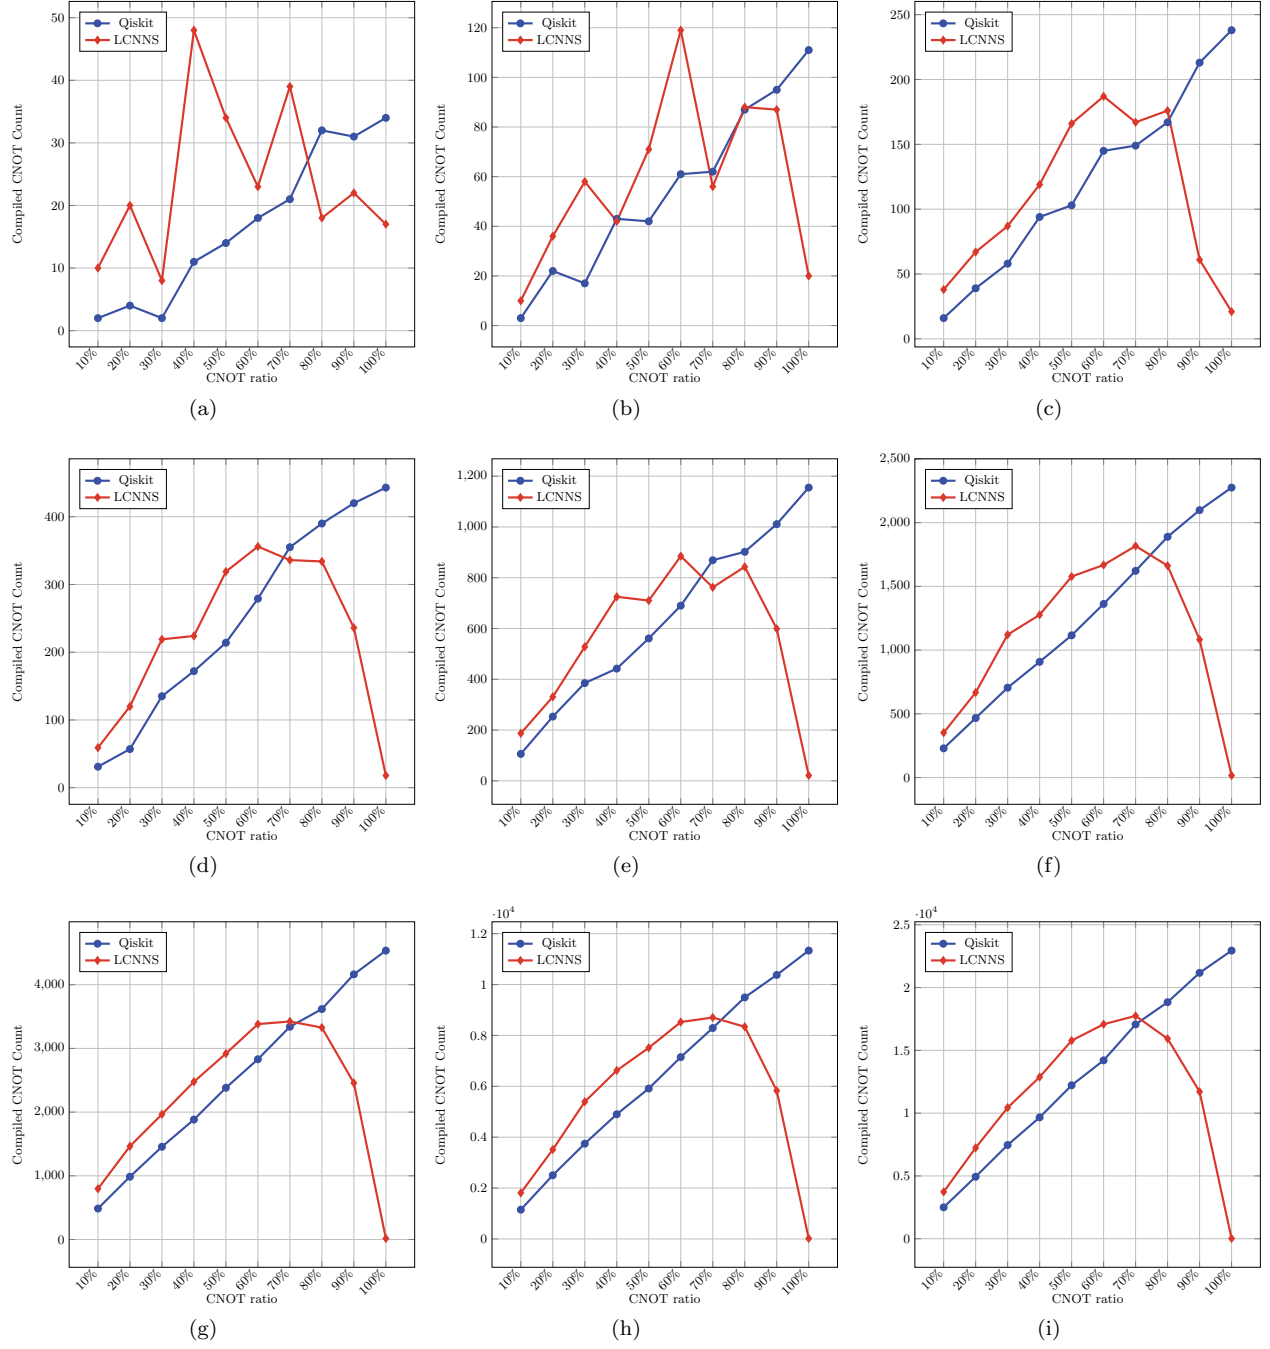 Qiskit
LCNNS
50
40
30
20
10
0
Compiled CNOT Count
10% 20% 30% 40% 50% 60% 70% 80% 90% 100%
CNOT ratio
(a)
Qiskit
LCNNS
120
100
80
60
40
20
0
Compiled CNOT Count
10% 20% 30% 40% 50% 60% 70% 80% 90% 100%
CNOT ratio
(b)
Qiskit
LCNNS
250
200
150
100
50
0
Compiled CNOT Count
10% 20% 30% 40% 50% 60% 70% 80% 90% 100%
CNOT ratio
(c)
Qiskit
LCNNS
400
300
200
100
0
Compiled CNOT Count
10% 20% 30% 40% 50% 60% 70% 80% 90% 100%
CNOT ratio
(d)
Qiskit
LCNNS
1,200
1,000
800
600
400
200
0
Compiled CNOT Count
10% 20% 30% 40% 50% 60% 70% 80% 90% 100%
CNOT ratio
(e)
Qiskit
LCNNS
2,500
2,000
1,500
1,000
500
0
Compiled CNOT Count
10% 20% 30% 40% 50% 60% 70% 80% 90% 100%
CNOT ratio
(f)
Qiskit
LCNNS
4,000
3,000
2,000
1,000
0
Compiled CNOT Count
10% 20% 30% 40% 50% 60% 70% 80% 90% 100%
CNOT ratio
(g)
·10⁴
Qiskit
LCNNS
1.2
1
0.8
0.6
0.4
0.2
0
Compiled CNOT Count
10% 20% 30% 40% 50% 60% 70% 80% 90% 100%
CNOT ratio
(h)
·10⁴
Qiskit
LCNNS
2.5
2
1.5
1
0.5
0
Compiled CNOT Count
10% 20% 30% 40% 50% 60% 70% 80% 90% 100%
CNOT ratio
(i)